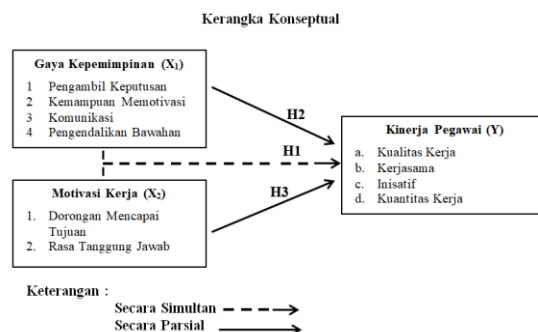 Kerangka Konseptual
Gaya Kepemimpinan (X₁)
1 Pengambil Keputusan
2 Kemampuan Memotivasi
3 Komunikasi
4 Pengendalikan Bawahan
H2
H1
H3
Kinerja Pegawai (Y)
a. Kualitas Kerja
b. Kerjasama
c. Inisatif
d. Kuantitas Kerja
Motivasi Kerja (X₂)
1. Dorongan Mencapai
Tujuan
2. Rasa Tanggung Jawab
Keterangan :
Secara Simultan
Secara Parsial